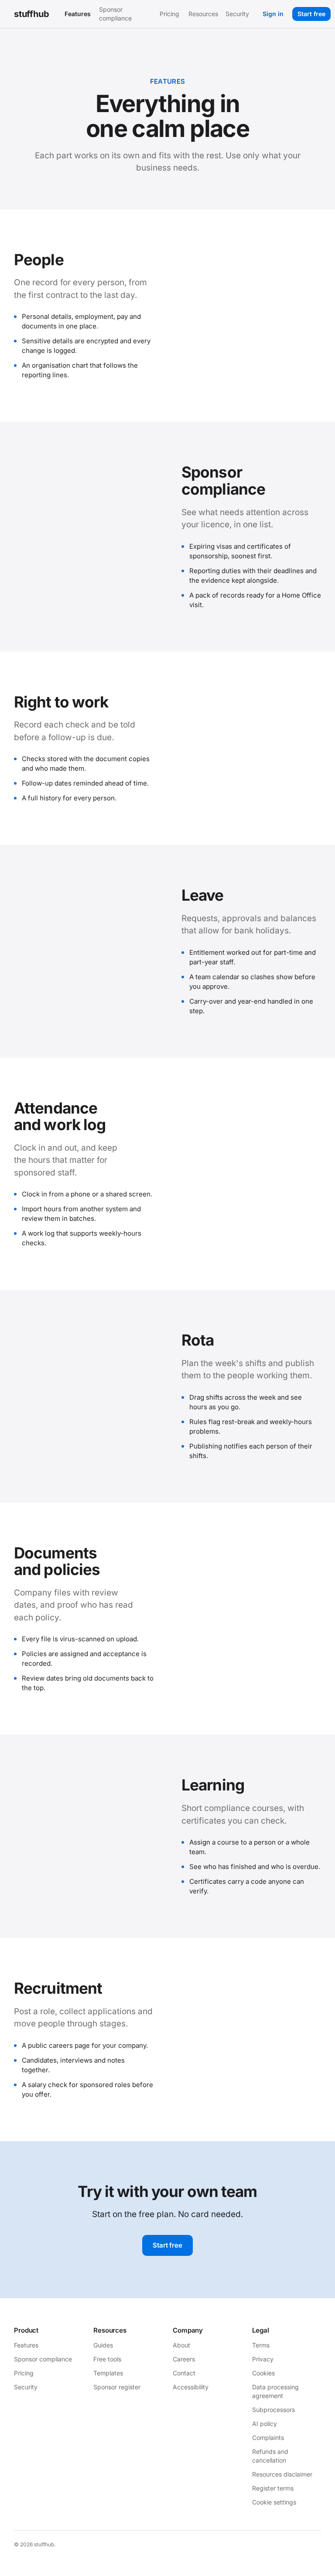 stuffhub
Features
Sponsor
compliance
Pricing
Resources
Security
Sign in
Start free
FEATURES
Everything in
one calm place
Each part works on its own and fits with the rest. Use only what your
business needs.
People
One record for every person, from
the first contact to the last day.
Personal details, employment, pay and
documents in one place.
Sensitive details are encrypted and every
change is logged.
An organisation chart that follows the
reporting lines.
Sponsor
compliance
See what needs attention across
your licence, in one list.
Expiring visas and certificates of
sponsorship, soonest first.
Reporting duties with their deadlines and
the evidence kept alongside.
A pack of records ready for a Home Office
visit.
Right to work
Record each check and be told
before a follow-up is due.
Checks stored with the document copies
and who made them.
Follow-up dates reminded ahead of time.
A full history for every person.
Leave
Requests, approvals and balances
that allow for bank holidays.
Entitlement worked out for part-time and
part-year staff.
A team calendar so clashes show before
you approve.
Carry-over and year-end handled in one
step.
Attendance
and work log
Clock in and out, and keep
the hours that matter for
sponsored staff.
Clock in from a phone or a shared screen.
Import hours from another system and
review them in batches.
A work log that supports weekly-hours
checks.
Rota
Plan the week's shifts and publish
them to the people working them.
Drag shifts across the week and see
hours as you go.
Rules flag rest-break and weekly-hours
problems.
Publishing notifies each person of their
shifts.
Documents
and policies
Company files with review
dates, and proof who has read
each policy.
Every file is virus-scanned on upload.
Policies are assigned and acceptance is
recorded.
Review dates bring old documents back to
the top.
Learning
Short compliance courses, with
certificates you can check.
Assign a course to a person or a whole
team.
See who has finished and who is overdue.
Certificates carry a code anyone can
verify.
Recruitment
Post a role, collect applications and
move people through stages.
A public careers page for your company.
Candidates, interviews and notes
together.
A salary check for sponsored roles before
you offer.
Try it with your own team
Start on the free plan. No card needed.
Start free
Product
Features
Sponsor compliance
Pricing
Security
Resources
Guides
Free tools
Templates
Sponsor register
Company
About
Careers
Contact
Accessibility
Legal
Terms
Privacy
Cookies
Data processing
agreement
Subprocessors
AI policy
Complaints
Refunds and
cancellation
Resources disclaimer
Register terms
Cookie settings
© 2026 stuffhub.